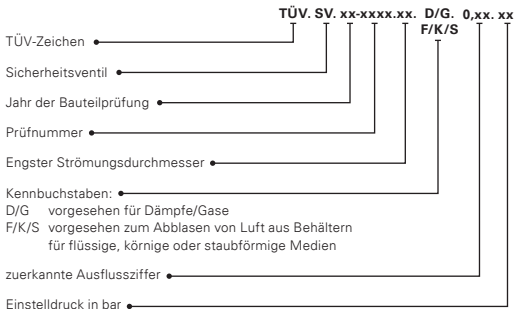 TÜV. SV. xx-xxxx.xx. D/G. 0,xx. xx
F/K/S
TÜV-Zeichen
Sicherheitsventil
Jahr der Bauteilprüfung
Prüfnummer
Engster Strömungsdurchmesser
Kennbuchstaben:
D/G vorgesehen für Dämpfe/Gase
F/K/S vorgesehen zum Abblasen von Luft aus Behältern
für flüssige, körnige oder staubförmige Medien
zuerkannte Ausflussziffer
Einstelldruck in bar